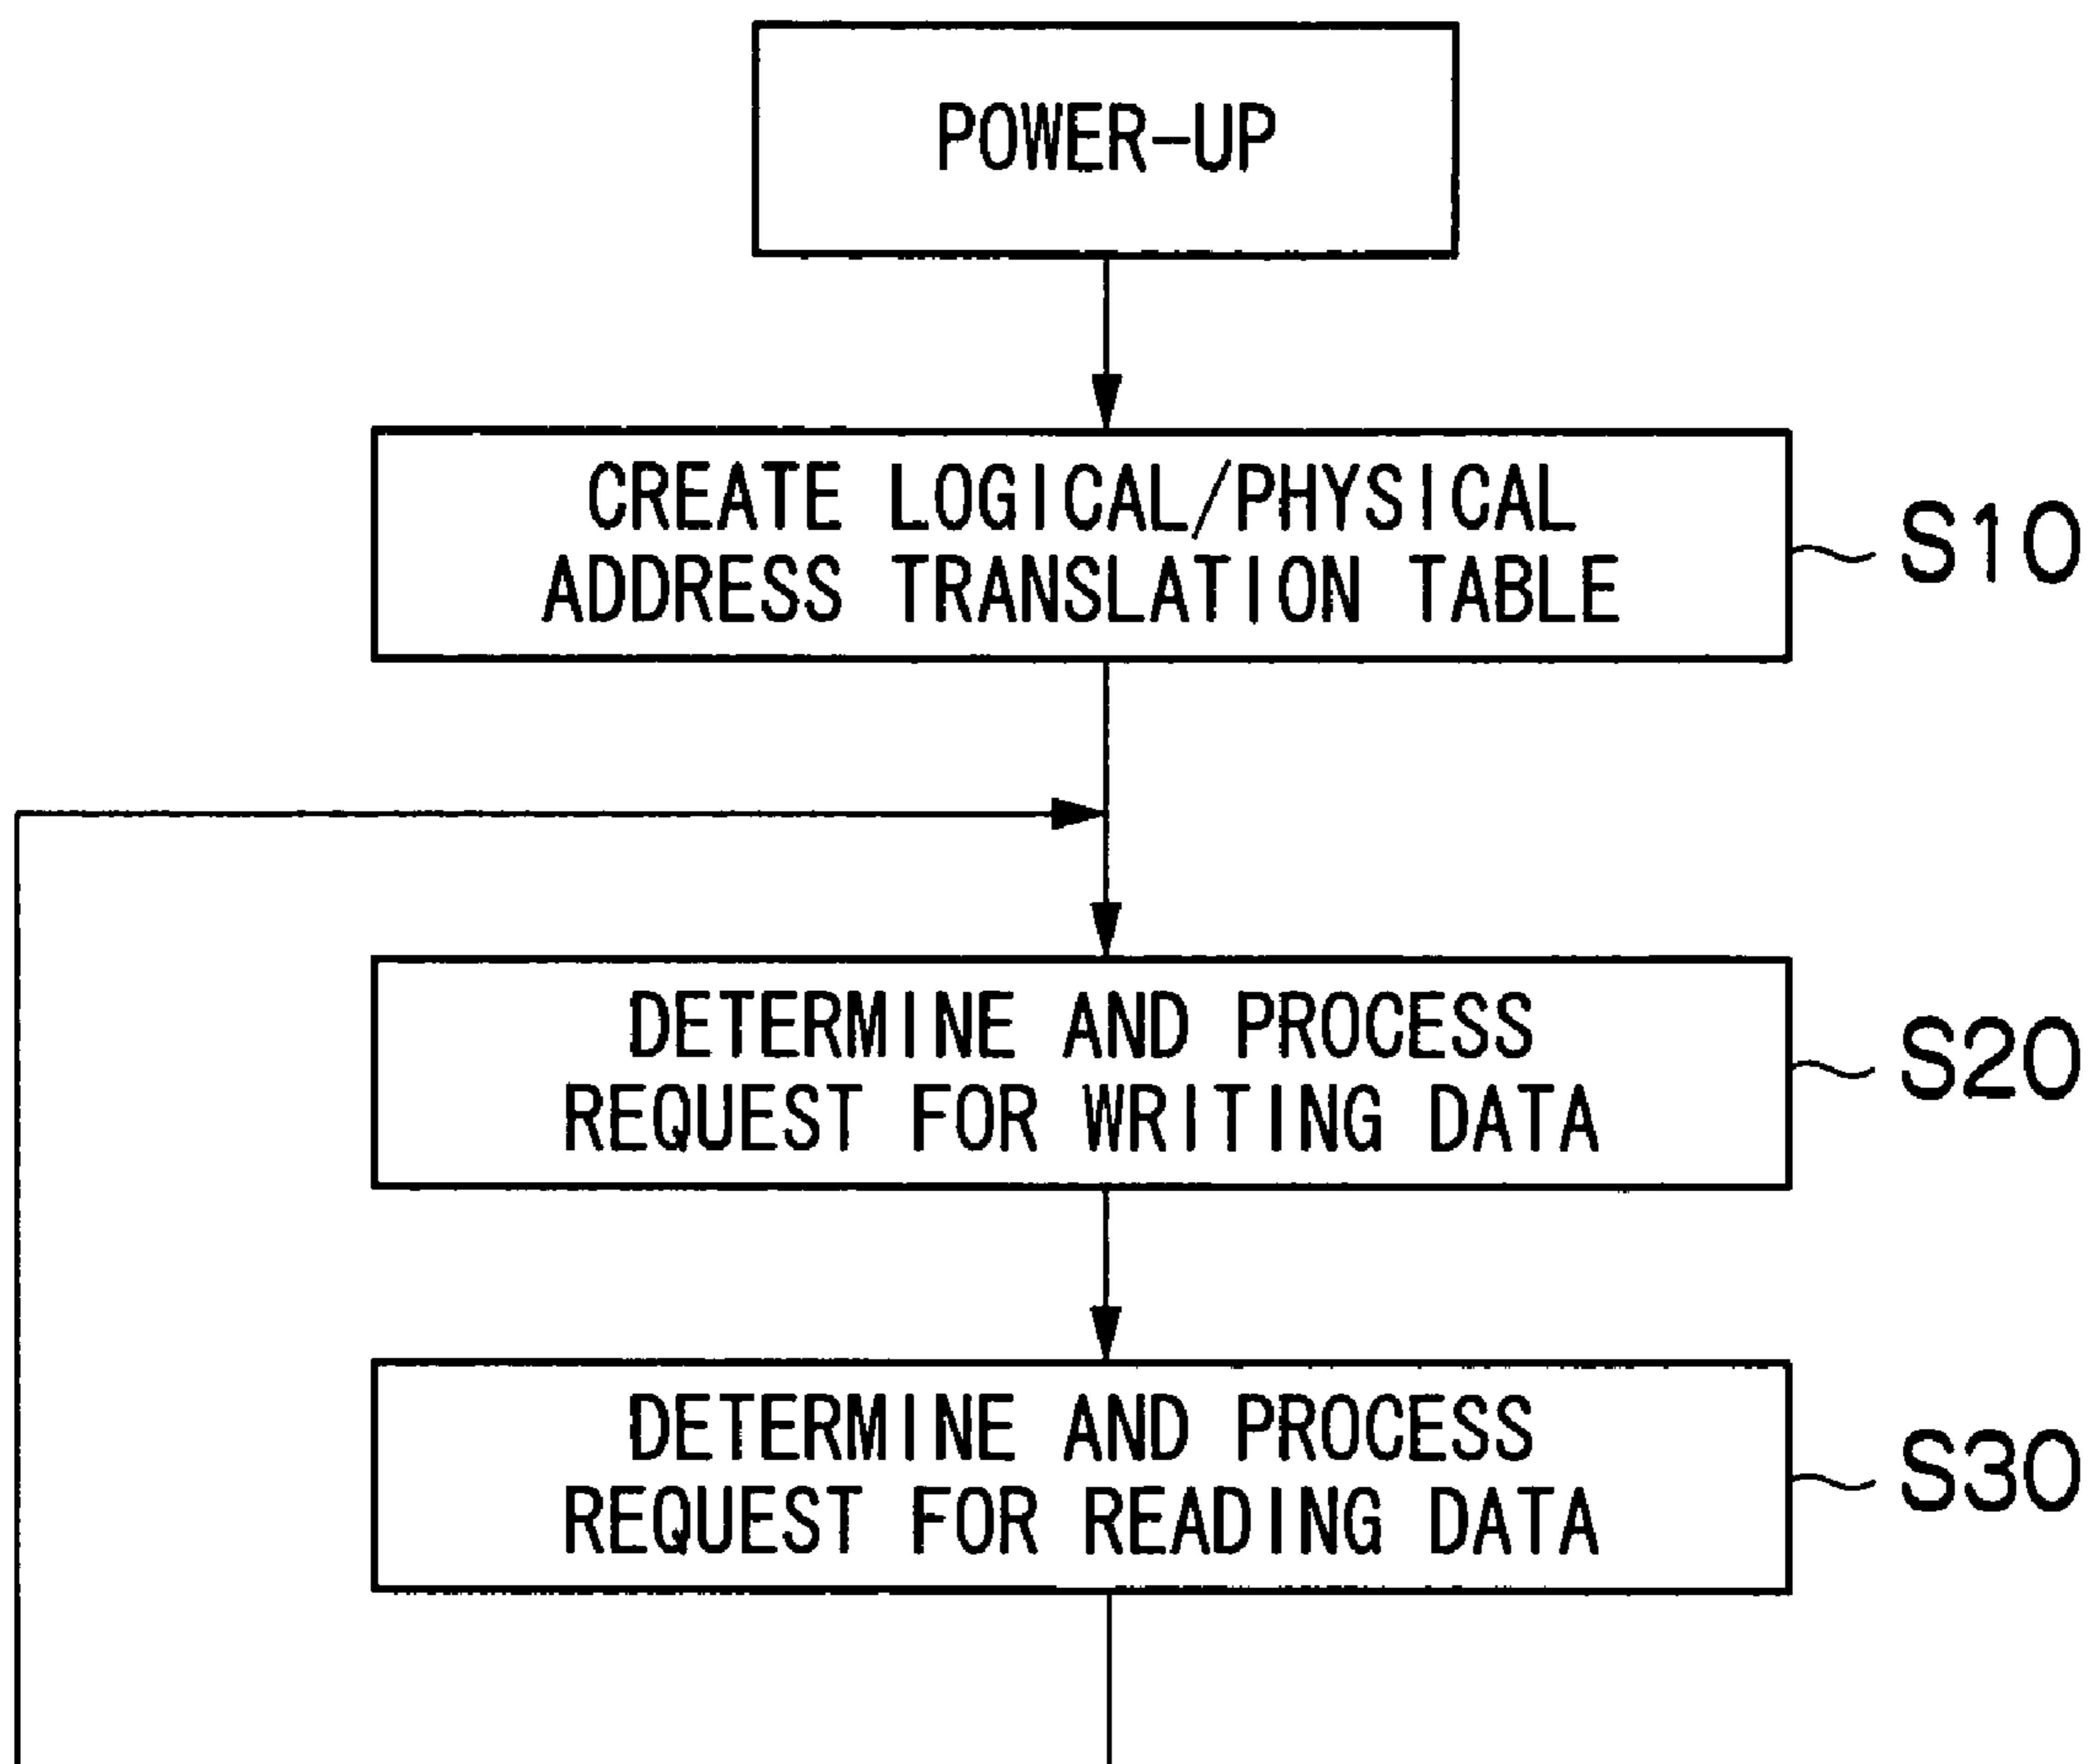 POWER-UP
CREATE LOGICAL/PHYSICAL
ADDRESS TRANSLATION TABLE
S10
DETERMINE AND PROCESS
REQUEST FOR WRITING DATA
S20
DETERMINE AND PROCESS
REQUEST FOR READING DATA
S30